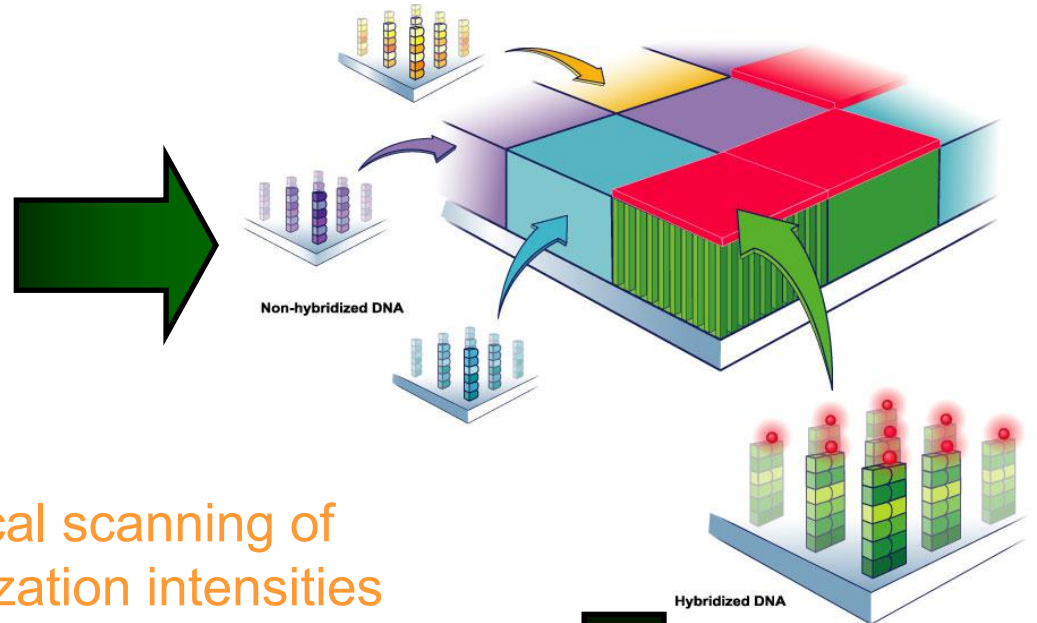 Non-hybridized DNA
cal scanning of
zation intensities
Hybridized DNA